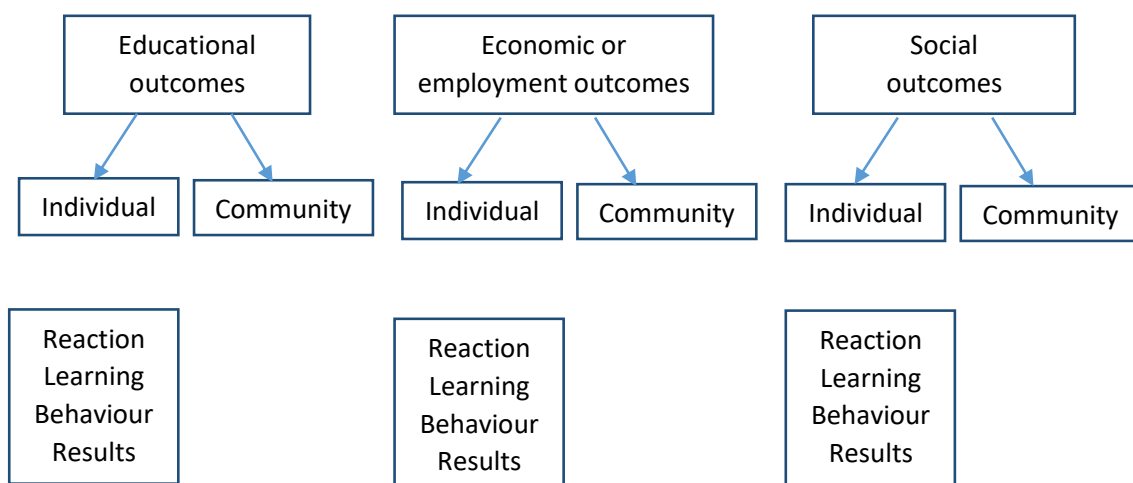 Educational
outcomes
Economic or
employment outcomes
Social
outcomes
Individual
Community
Individual
Community
Individual
Community
Reaction
Learning
Behaviour
Results
Reaction
Learning
Behaviour
Results
Reaction
Learning
Behaviour
Results